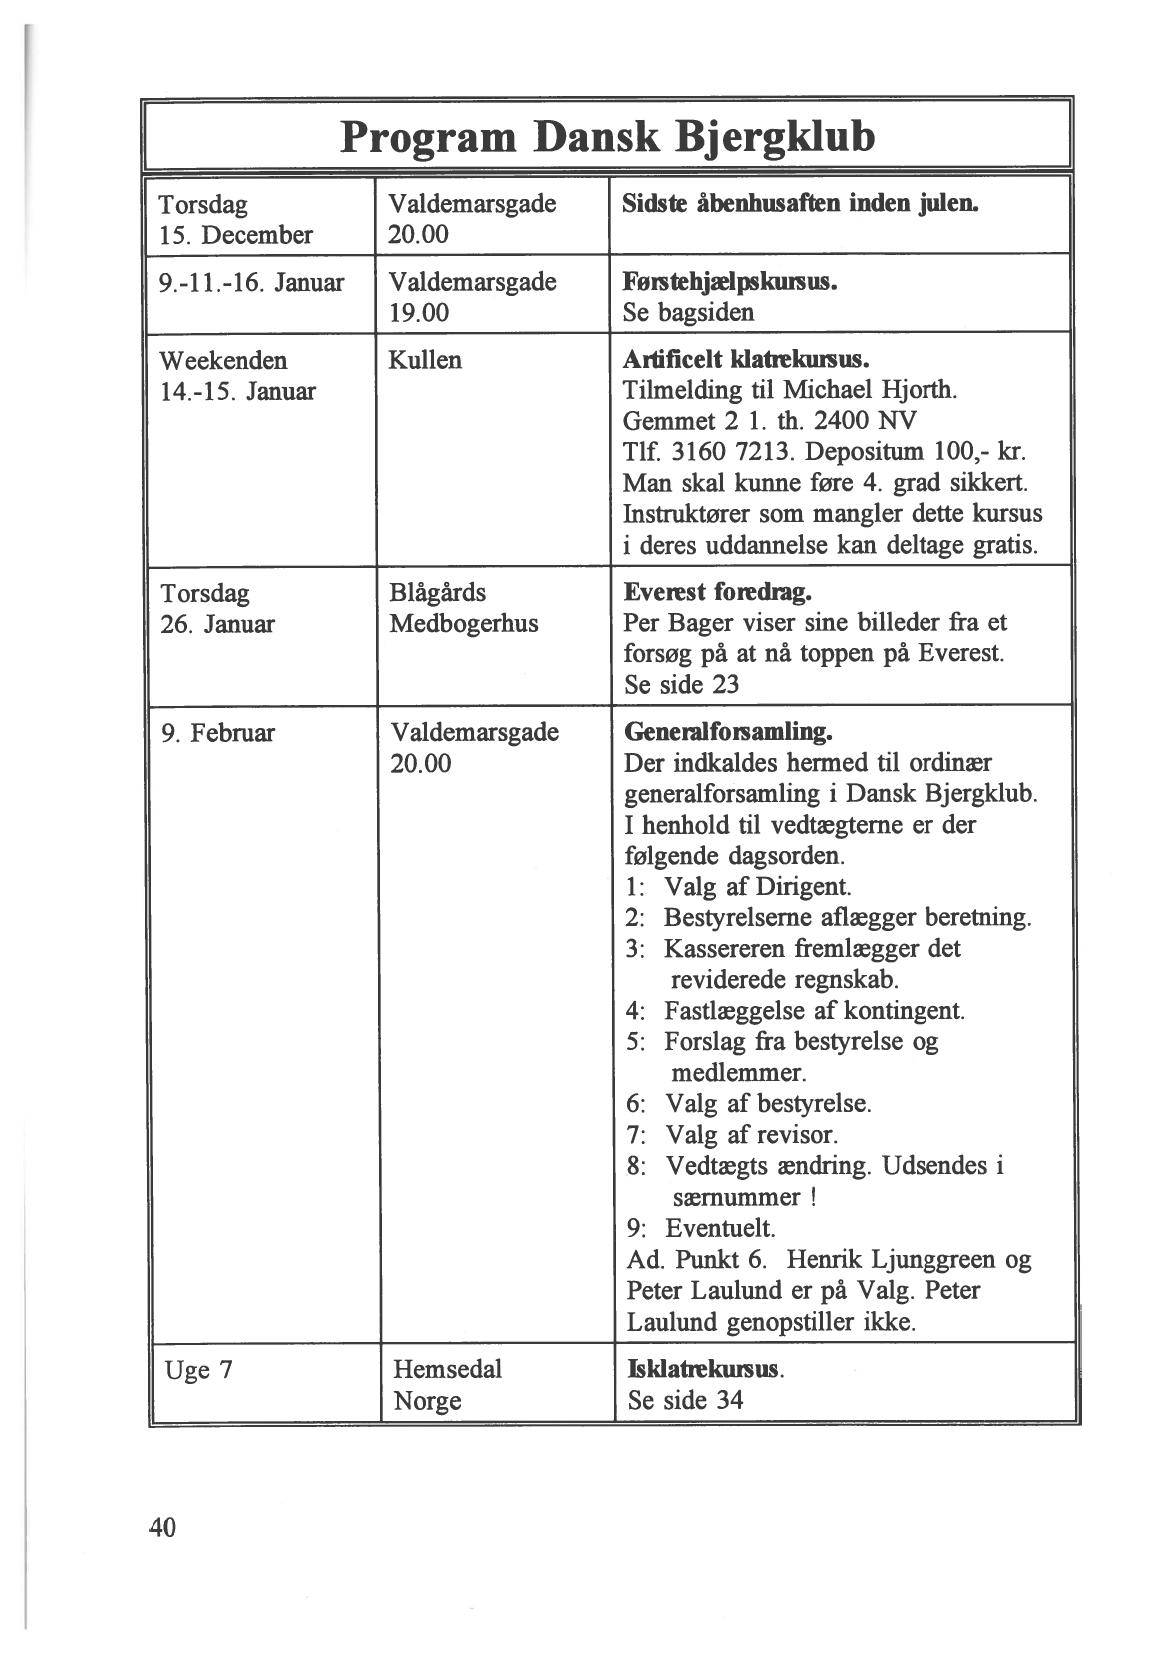 Program Dansk Bjergklub
Torsdag
15. December
Valdemarsgade
20.00
Sidste åbenhusaften inden julen.
9.-11.-16. Januar
Valdemarsgade
19.00
Førstehjælpskursus.
Se bagsiden
Weekenden
14.-15. Januar
Kullen
Artificelt klatrekursus.
Tilmelding til Michael Hjorth.
Gemmet 2 1. th. 2400 NV
Tlf. 3160 7213. Depositum 100,- kr.
Man skal kunne føre 4. grad sikkert.
Instruktører som mangler dette kursus
i deres uddannelse kan deltage gratis.
Torsdag
26. Januar
Blågårds
Medbogerhus
Everest foredrag.
Per Bager viser sine billeder fra et
forsøg på at nå toppen på Everest.
Se side 23
9. Februar
Valdemarsgade
20.00
Generalforsamling.
Der indkaldes hermed til ordinær
generalforsamling i Dansk Bjergklub.
I henhold til vedtægterne er der
følgende dagsorden.
1: Valg af Dirigent.
2: Bestyrelserne aflægger beretning.
3: Kassereren fremlægger det
reviderede regnskab.
4: Fastlæggelse af kontingent.
5: Forslag fra bestyrelse og
medlemmer.
6: Valg af bestyrelse.
7: Valg af revisor.
8: Vedtægts ændring. Udsendes i
særnummer !
9: Eventuelt.
Ad. Punkt 6. Henrik Ljunggreen og
Peter Laulund er på Valg. Peter
Laulund genopstiller ikke.
Uge 7
Hemsedal
Norge
Isklatrekursus.
Se side 34
40